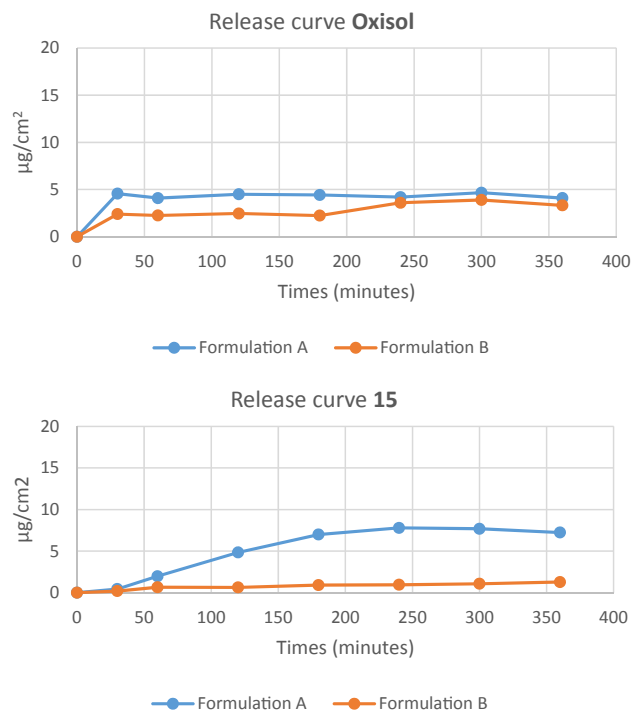 Release curve Oxisol
20
15
10
5
0
µg/cm²
0 50 100 150 200 250 300 350 400
Times (minutes)
Formulation A Formulation B
Release curve 15
20
15
10
5
0
µg/cm2
0 50 100 150 200 250 300 350 400
Times (minutes)
Formulation A Formulation B